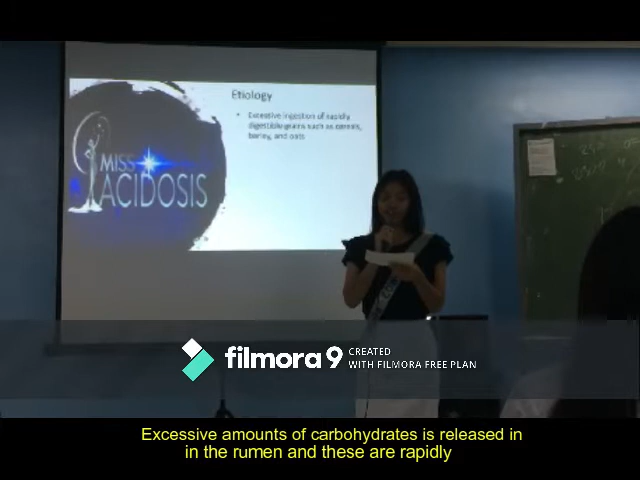 Etiology
• Excessive ingestion of rapidly
digestible grains such as cereals,
barley, and oats
MISS
ACIDOSIS
filmora 9 CREATED
WITH FILMORA FREE PLAN
Excessive amounts of carbohydrates is released in
in the rumen and these are rapidly